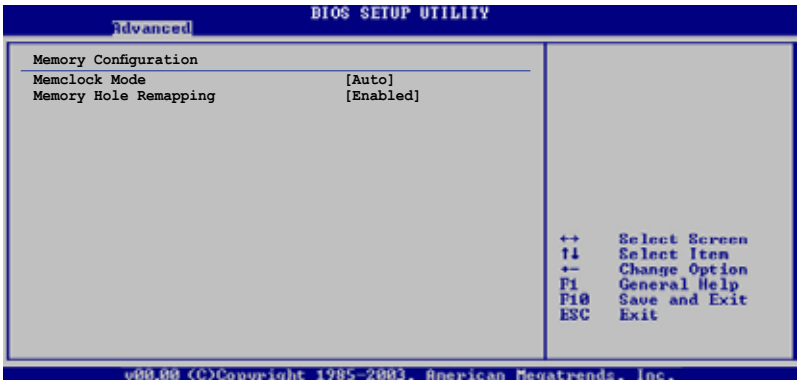 BIOS SETUP UTILITY
Advanced
Memory Configuration
Memclock Mode [Auto]
Memory Hole Remapping [Enabled]
←→ Select Screen
↑↓ Select Item
+- Change Option
F1 General Help
F10 Save and Exit
ESC Exit
v00.00 (C)Copyright 1985-2003, American Megatrends, Inc.